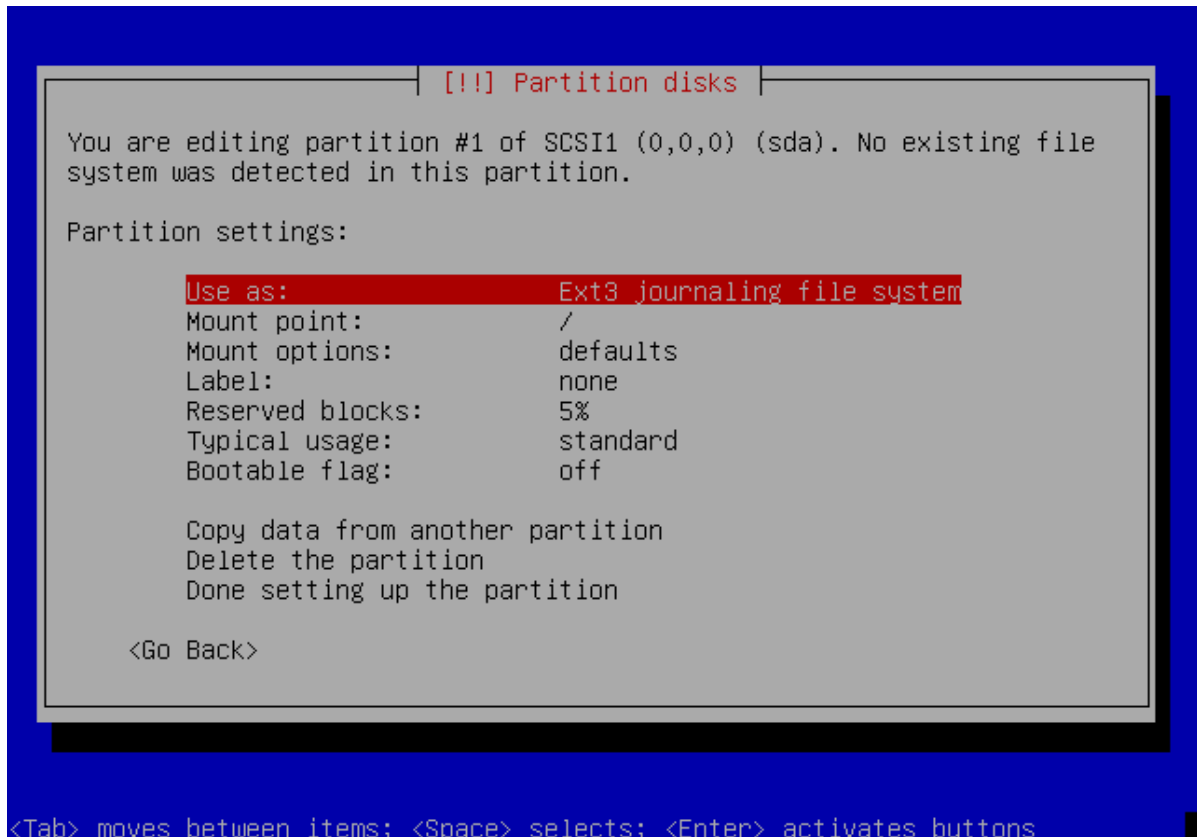 [!!] Partition disks
You are editing partition #1 of SCSI1 (0,0,0) (sda). No existing file
system was detected in this partition.
Partition settings:
Use as: Ext3 journaling file system
Mount point: /
Mount options: defaults
Label: none
Reserved blocks: 5%
Typical usage: standard
Bootable flag: off
Copy data from another partition
Delete the partition
Done setting up the partition
<Go Back>
<Tab> moves between items; <Space> selects; <Enter> activates buttons